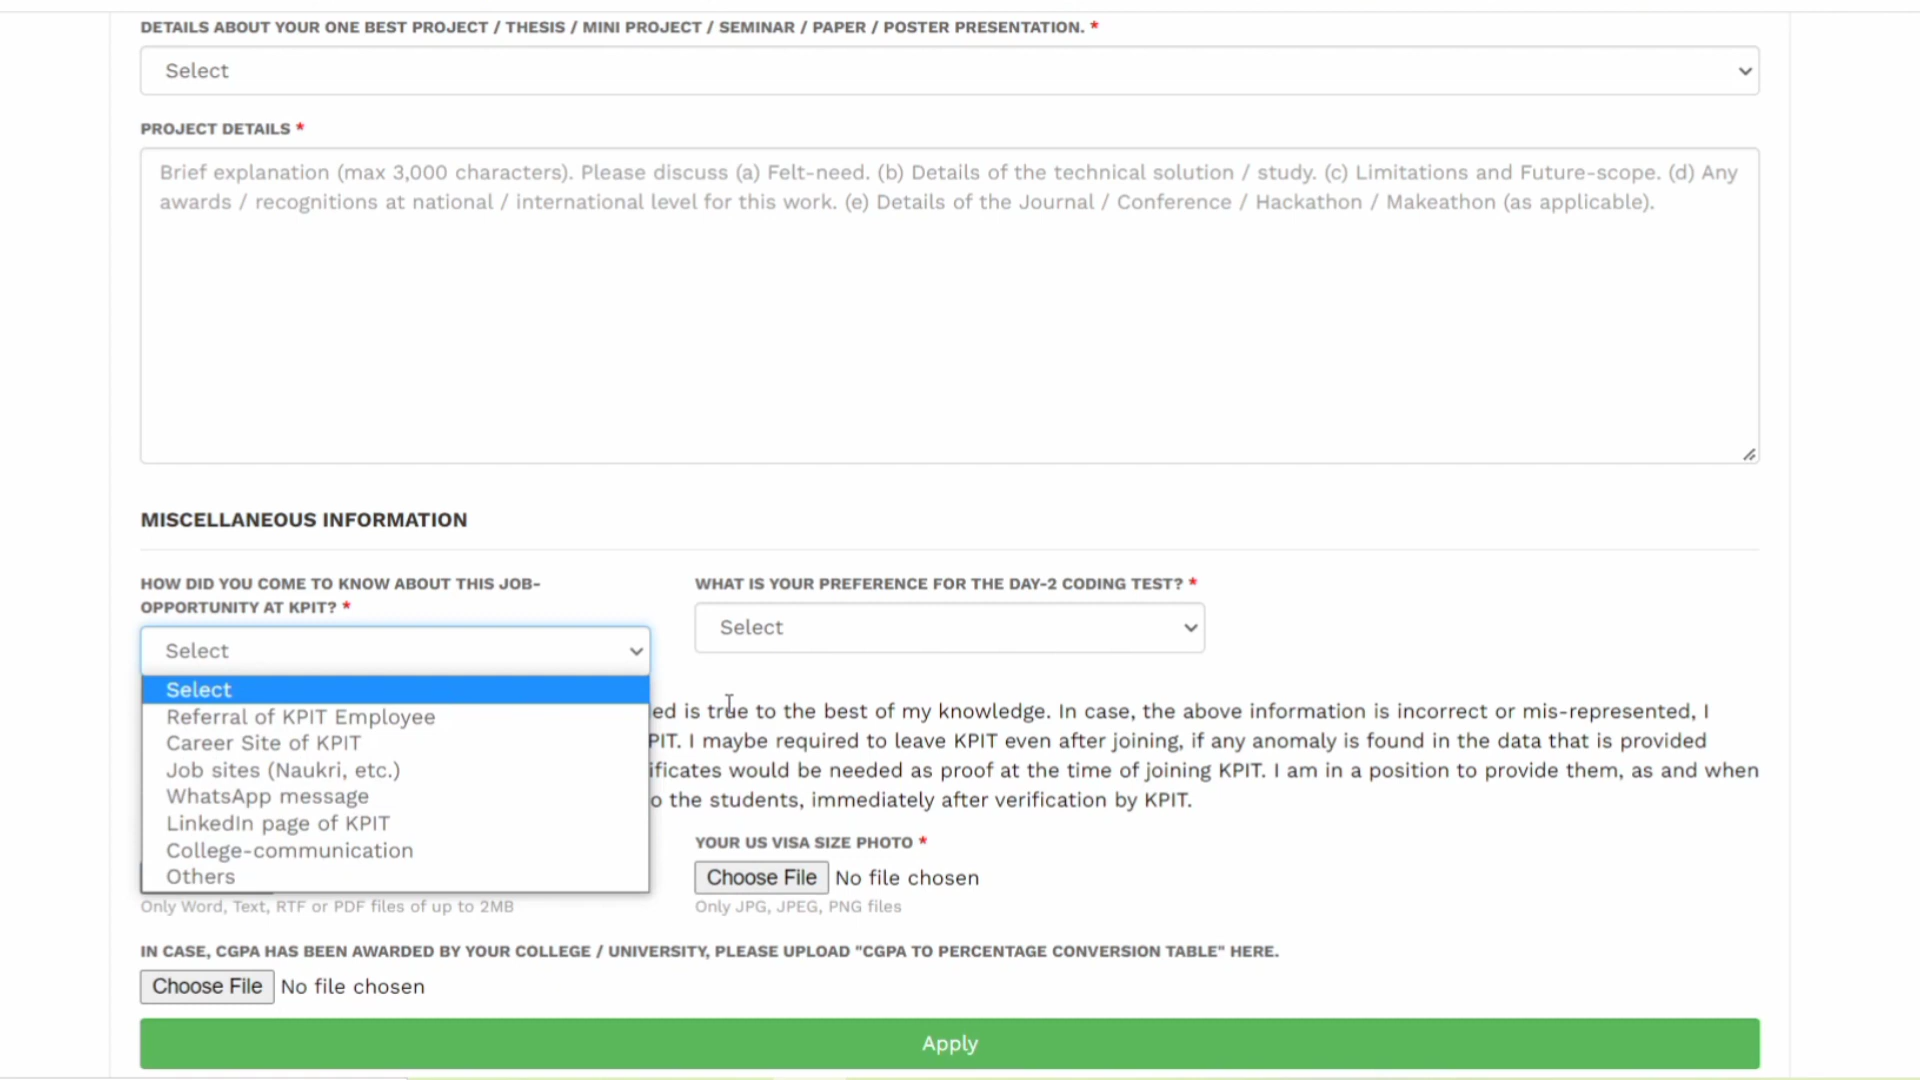 DETAILS ABOUT YOUR ONE BEST PROJECT / THESIS / MINI PROJECT / SEMINAR / PAPER / POSTER PRESENTATION. *
Select
PROJECT DETAILS *
Brief explanation (max 3,000 characters). Please discuss (a) Felt-need. (b) Details of the technical solution / study. (c) Limitations and Future-scope. (d) Any
awards / recognitions at national / international level for this work. (e) Details of the Journal / Conference / Hackathon / Makeathon (as applicable).
MISCELLANEOUS INFORMATION
HOW DID YOU COME TO KNOW ABOUT THIS JOB-
OPPORTUNITY AT KPIT? *
Select
Select
Referral of KPIT Employee
Career Site of KPIT
Job sites (Naukri, etc.)
WhatsApp message
LinkedIn page of KPIT
College-communication
Others
WHAT IS YOUR PREFERENCE FOR THE DAY-2 CODING TEST? *
Select
ed is true to the best of my knowledge. In case, the above information is incorrect or mis-represented, I
PIT. I maybe required to leave KPIT even after joining, if any anomaly is found in the data that is provided
ificates would be needed as proof at the time of joining KPIT. I am in a position to provide them, as and when
o the students, immediately after verification by KPIT.
Only Word, Text, RTF or PDF files of up to 2MB
YOUR US VISA SIZE PHOTO *
Choose File No file chosen
Only JPG, JPEG, PNG files
IN CASE, CGPA HAS BEEN AWARDED BY YOUR COLLEGE / UNIVERSITY, PLEASE UPLOAD "CGPA TO PERCENTAGE CONVERSION TABLE" HERE.
Choose File No file chosen
Apply